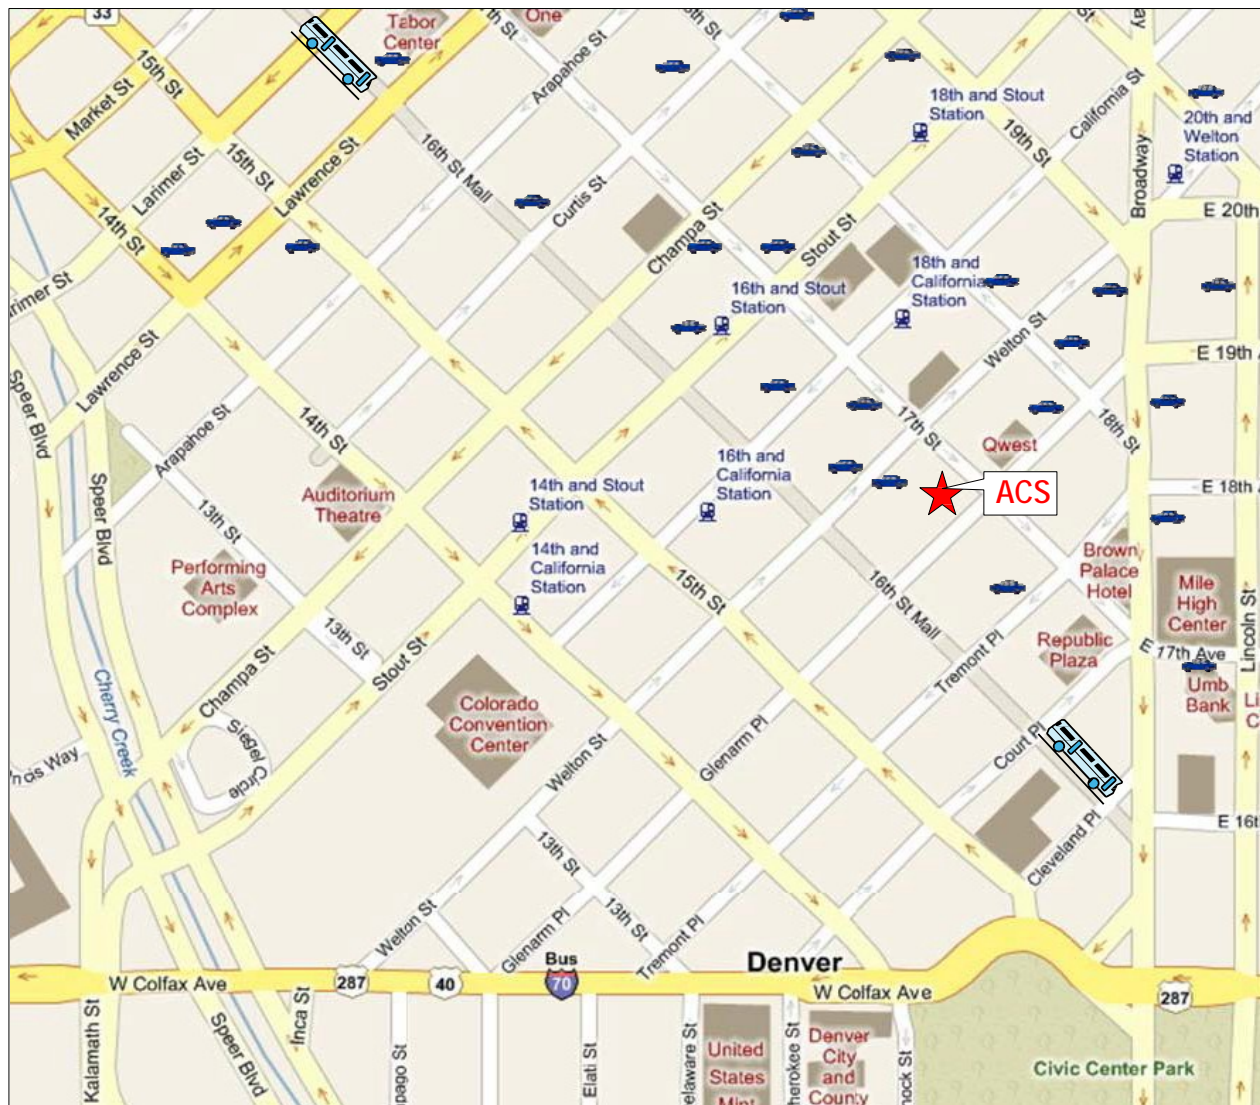 33
Tabor
Center
17th St
One
Arapahoe St
15th St
Market St
California St
Broadway
18th and Stout
Station
19th St
20th and
Welton
Station
16th St Mall
Larimer St
15th St
Lawrence St
Curtis St
Champa St
Stout St
E 20th
14th St
16th and Stout
Station
18th and
California
Station
Welton St
E 19th
Lawrence St
Speer Blvd
14th St
17th St
18th St
Qwest
Arapahoe St
16th and
California
Station
ACS
E 18th
Auditorium
Theatre
14th and Stout
Station
Speer Blvd
13th St
14th and
California
Station
Performing
Arts
Complex
15th St
16th St Mall
Brown
Palace
Hotel
Mile
High
Center
Lincoln St
13th St
Stout St
Champa St
Tremont Pl
Republic
Plaza
E 17th Ave
Umb
Bank
Cherry Creek
Siegel Circle
Colorado
Convention
Center
Welton St
Glenarm Pl
Court Pl
E 16th
Cleveland Pl
13th St
13th St
Welton St
Glenarm Pl
Tremont Pl
Denver
Bus
70
W Colfax Ave
287
40
W Colfax Ave
287
Kalamath St
Speer Blvd
Inca St
Elati St
United
States
Mint
Denver
City
and
County
Civic Center Park